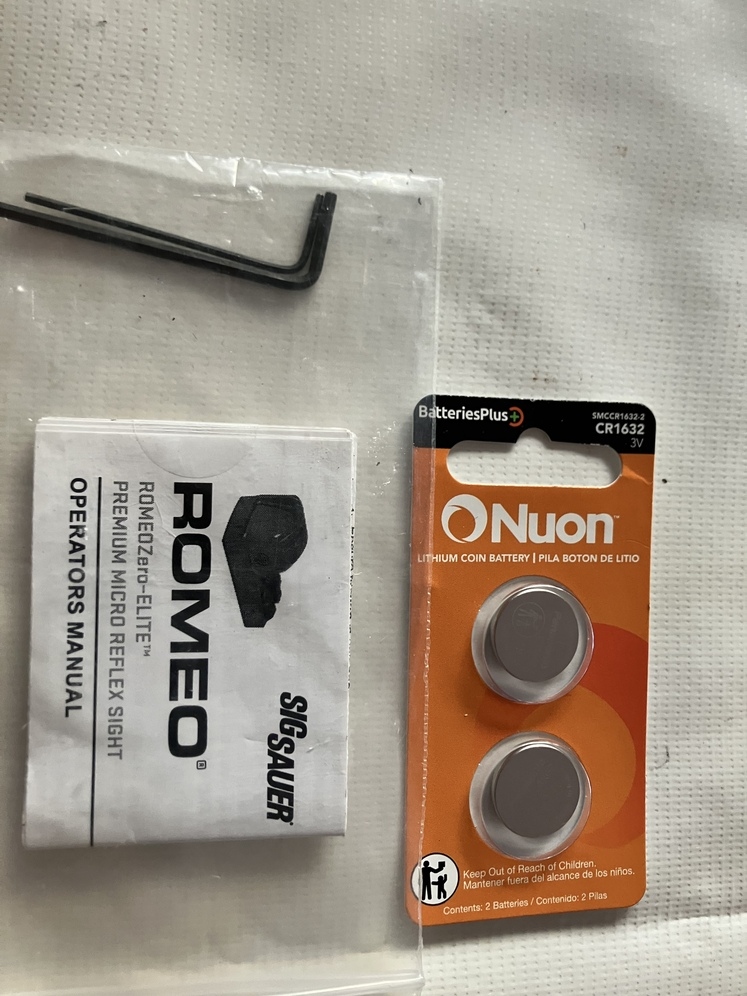 SIG SAUER®
ROMEO®
ROMEOZero-ELITE™
PREMIUM MICRO REFLEX SIGHT
OPERATORS MANUAL
BatteriesPlus+
SMCCR1632-2
CR1632
3V
Nuon™
LITHIUM COIN BATTERY | PILA BOTON DE LITIO
Keep Out of Reach of Children.
Mantener fuera del alcance de los niños.
Contents: 2 Batteries / Contenido: 2 Pilas